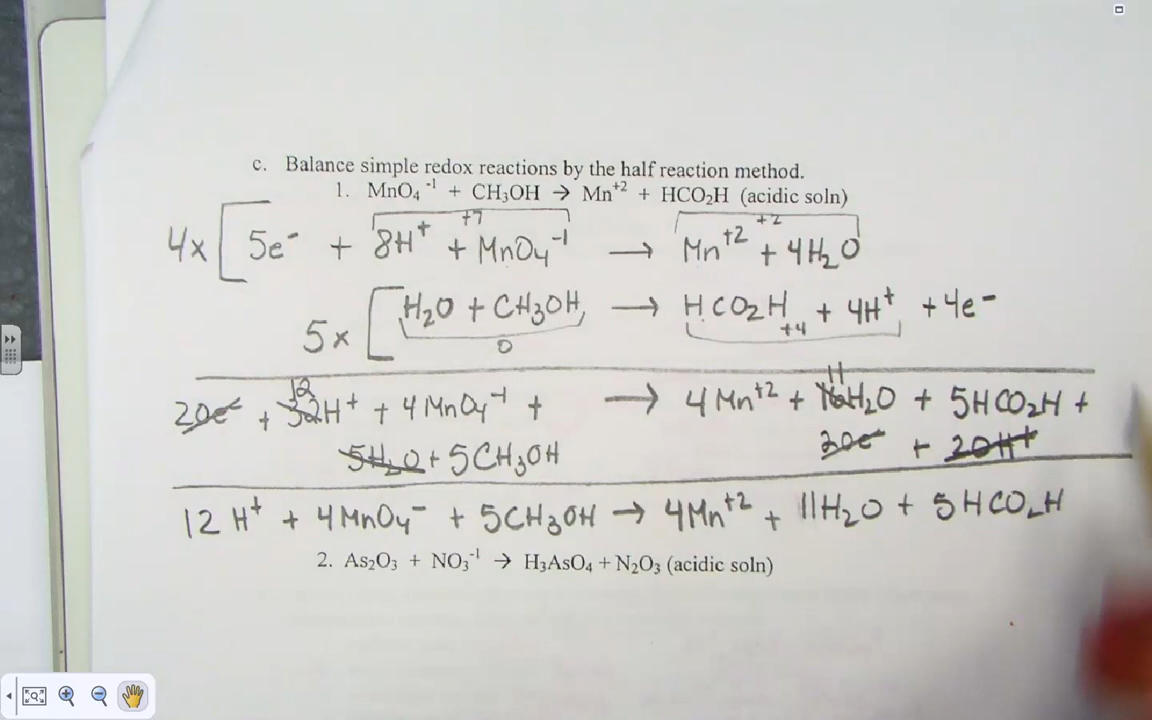 c. Balance simple redox reactions by the half reaction method.
1. MnO₄⁻¹ + CH₃OH → Mn⁺² + HCO₂H (acidic soln)
+7 +2
4x [ 5e⁻ + 8H⁺ + MnO₄⁻¹ → Mn⁺² + 4H₂O
5x [ H₂O + CH₃OH → HCO₂H + 4H⁺ + 4e⁻
0 +4
12 11
20e⁻ + 32H⁺ + 4MnO₄⁻¹ + → 4Mn⁺² + 16H₂O + 5HCO₂H +
5H₂O + 5CH₃OH 20e⁻ + 20H⁺
12 H⁺ + 4MnO₄⁻ + 5CH₃OH → 4Mn⁺² + 11H₂O + 5HCO₂H
2. As₂O₃ + NO₃⁻¹ → H₃AsO₄ + N₂O₃ (acidic soln)